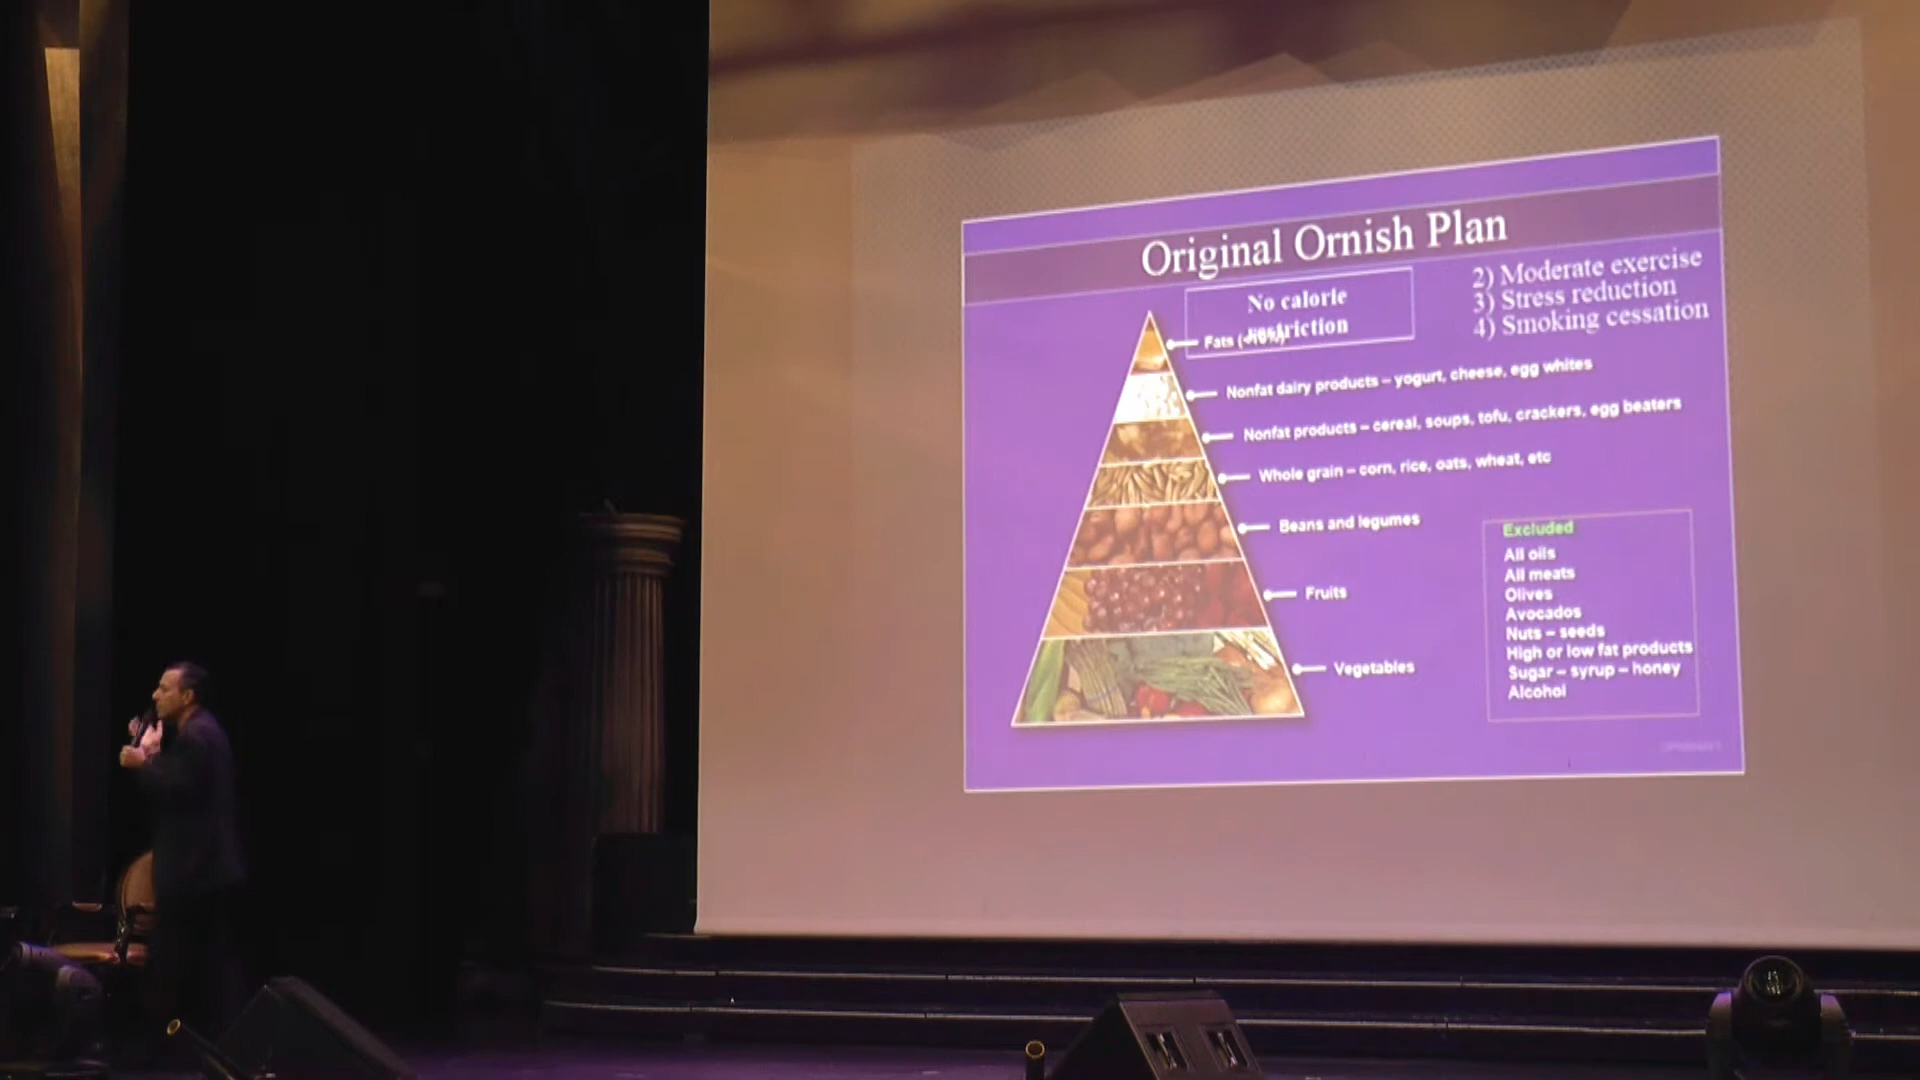 Original Ornish Plan
No calorie
restriction
2) Moderate exercise
3) Stress reduction
4) Smoking cessation
Fats (<10%)
Nonfat dairy products – yogurt, cheese, egg whites
Nonfat products – cereal, soups, tofu, crackers, egg beaters
Whole grain – corn, rice, oats, wheat, etc
Beans and legumes
Fruits
Vegetables
Excluded
All oils
All meats
Olives
Avocados
Nuts – seeds
High or low fat products
Sugar – syrup – honey
Alcohol